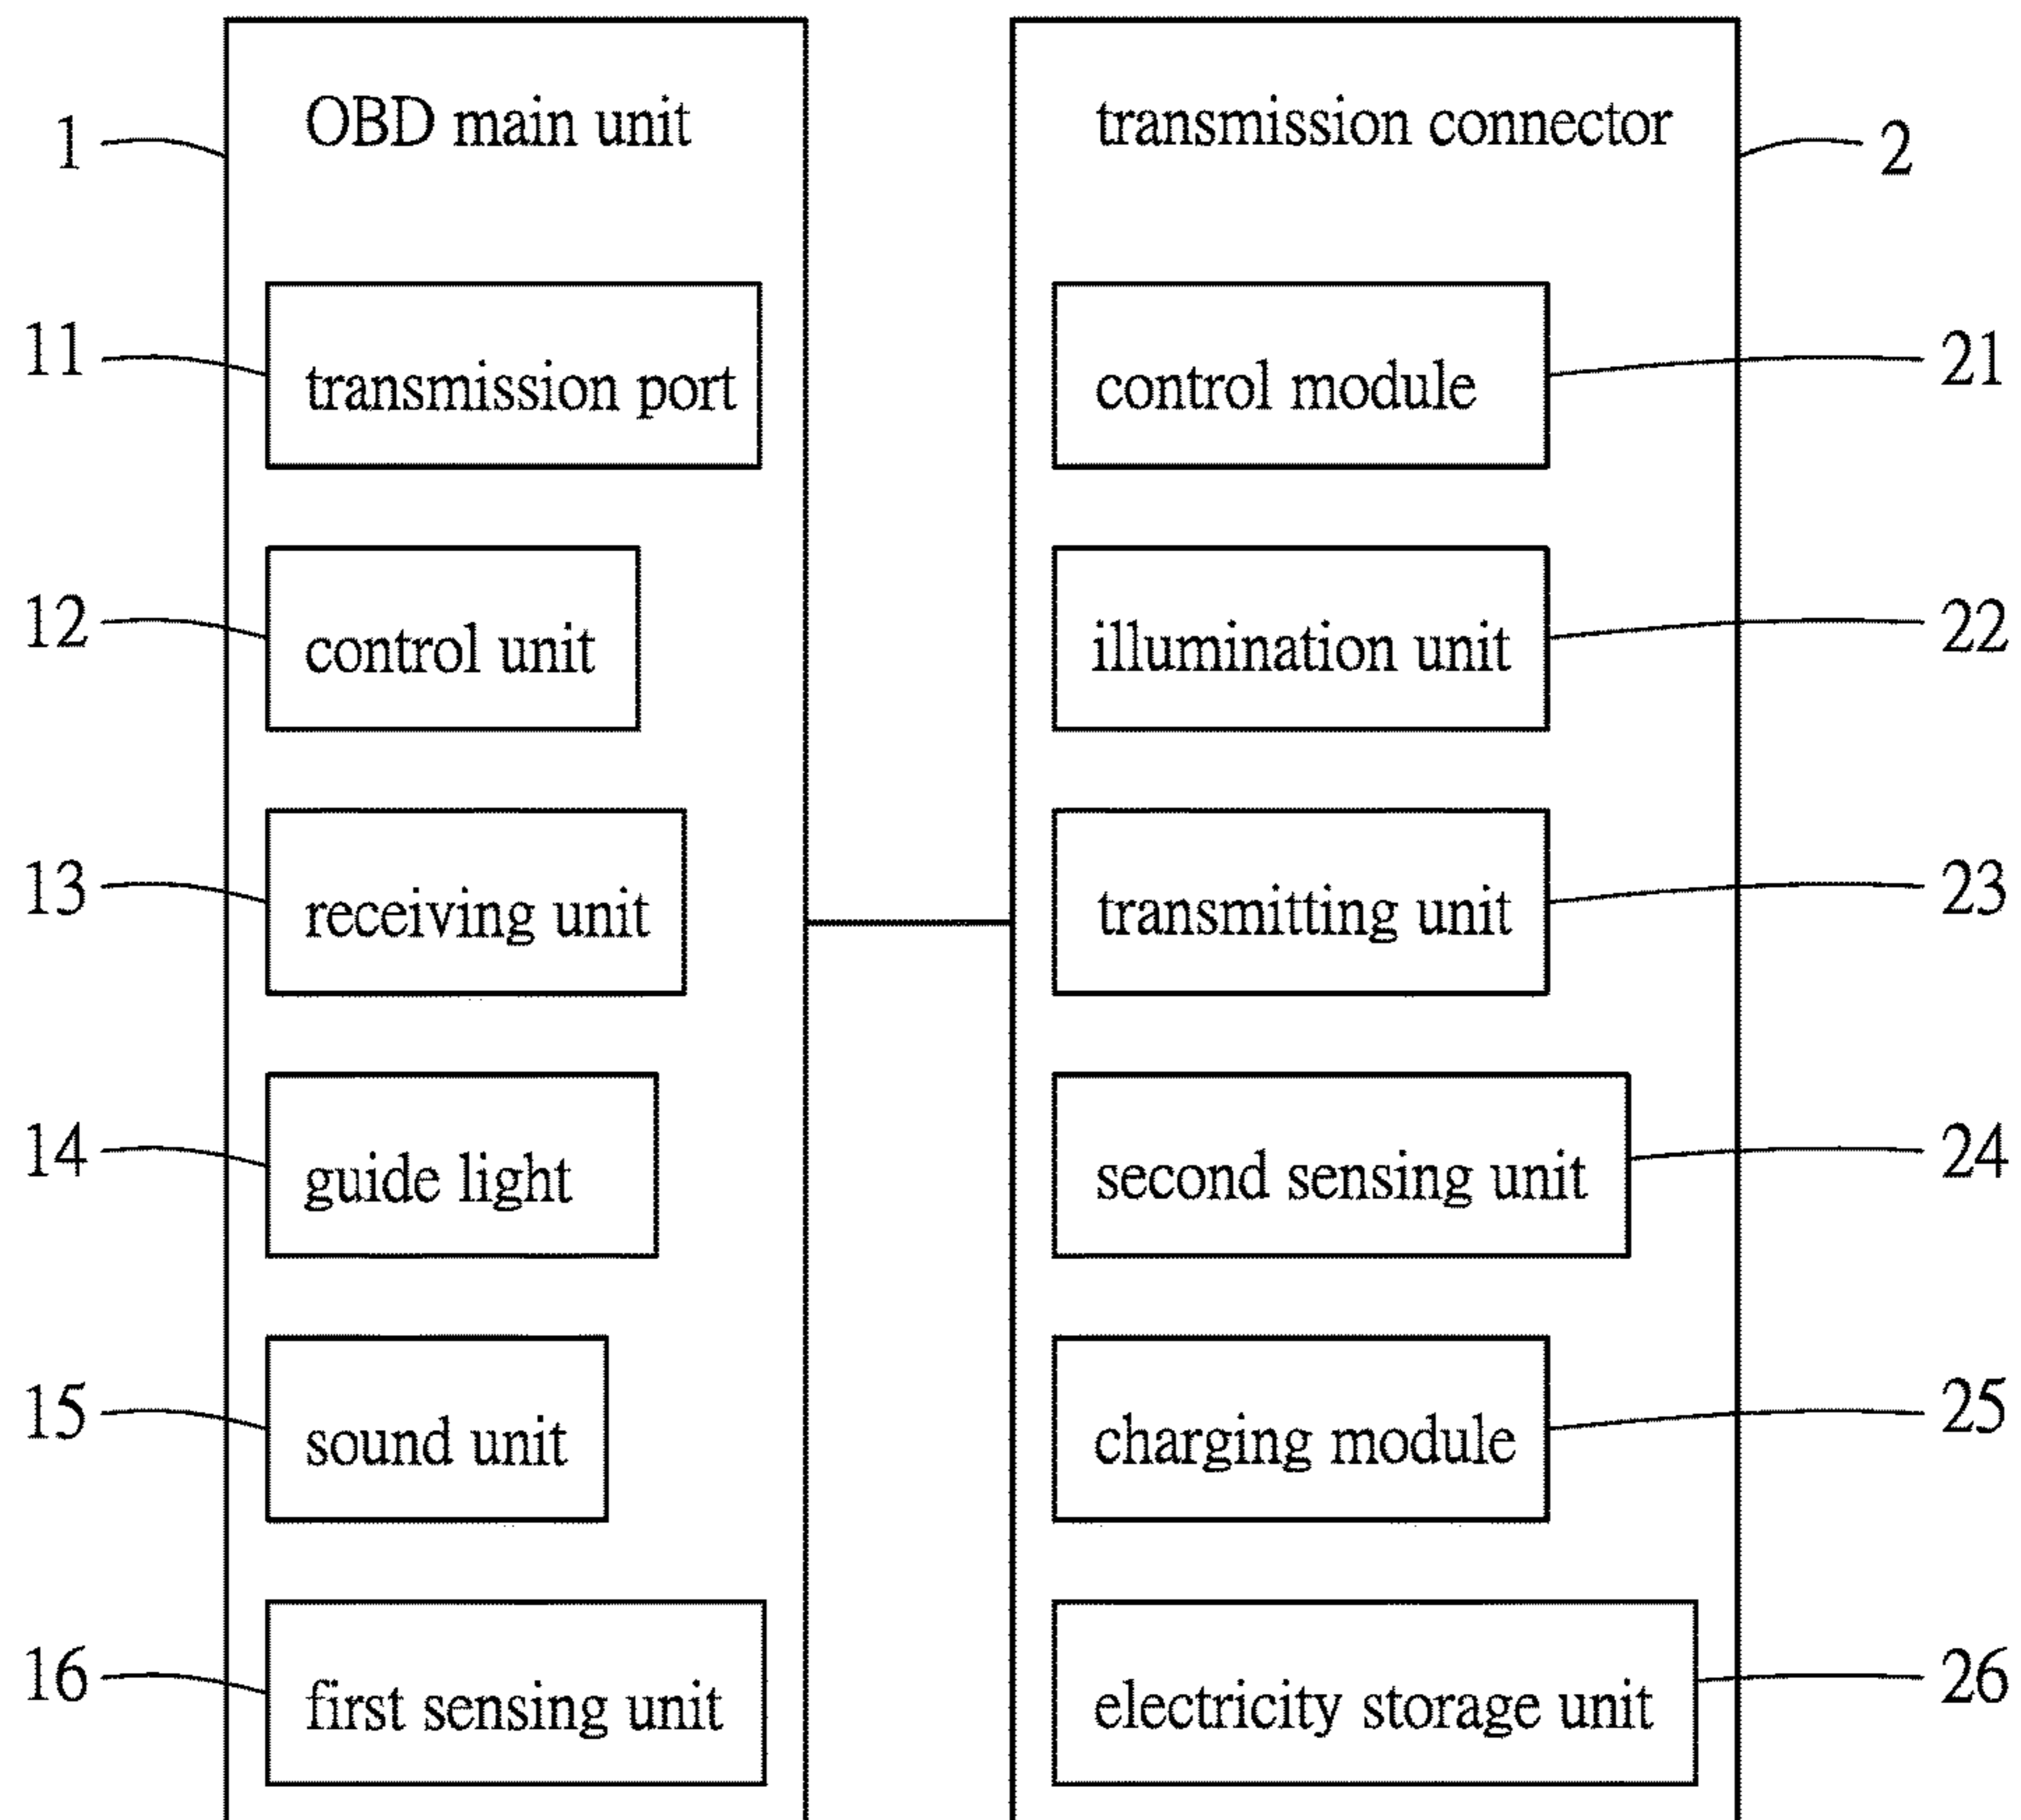 OBD main unit
1
11
transmission port
12
control unit
13
receiving unit
14
guide light
15
sound unit
16
first sensing unit
transmission connector
2
control module
21
illumination unit
22
transmitting unit
23
second sensing unit
24
charging module
25
electricity storage unit
26